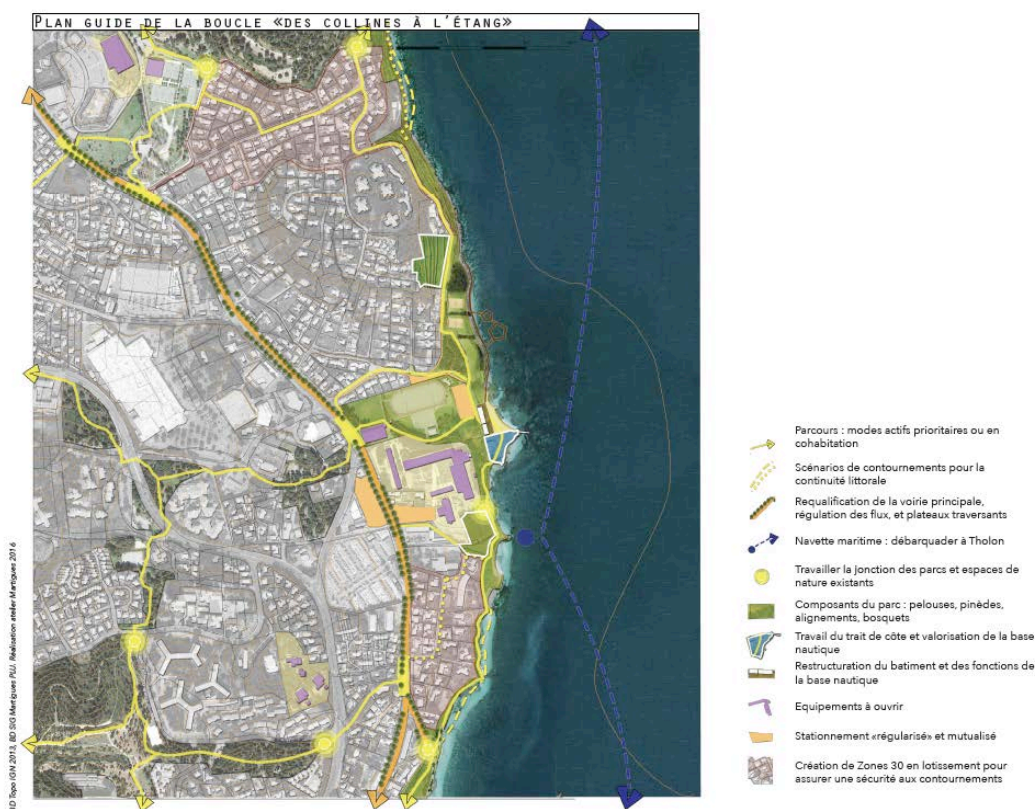 PLAN GUIDE DE LA BOUCLE «DES COLLINES À L'ÉTANG»
Parcours : modes actifs prioritaires ou en
cohabitation
Scénarios de contournements pour la
continuité littorale
Requalification de la voirie principale,
régulation des flux, et plateaux traversants
Navette maritime : débarquader à Tholon
Travailler la Jonction des parcs et espaces de
nature existants
Composants du parc : pelouses, pinèdes,
alignements, bosquets
Travail du trait de côte et valorisation de la base
nautique
Restructuration du batiment et des fonctions de
la base nautique
Equipements à ouvrir
Stationnement «régularisé» et mutualisé
Création de Zones 30 en lotissement pour
assurer une sécurité aux contournements
BD Topo IGN 2013, BD SIG Martigues PLU. Réalisation atelier Martigues 2016